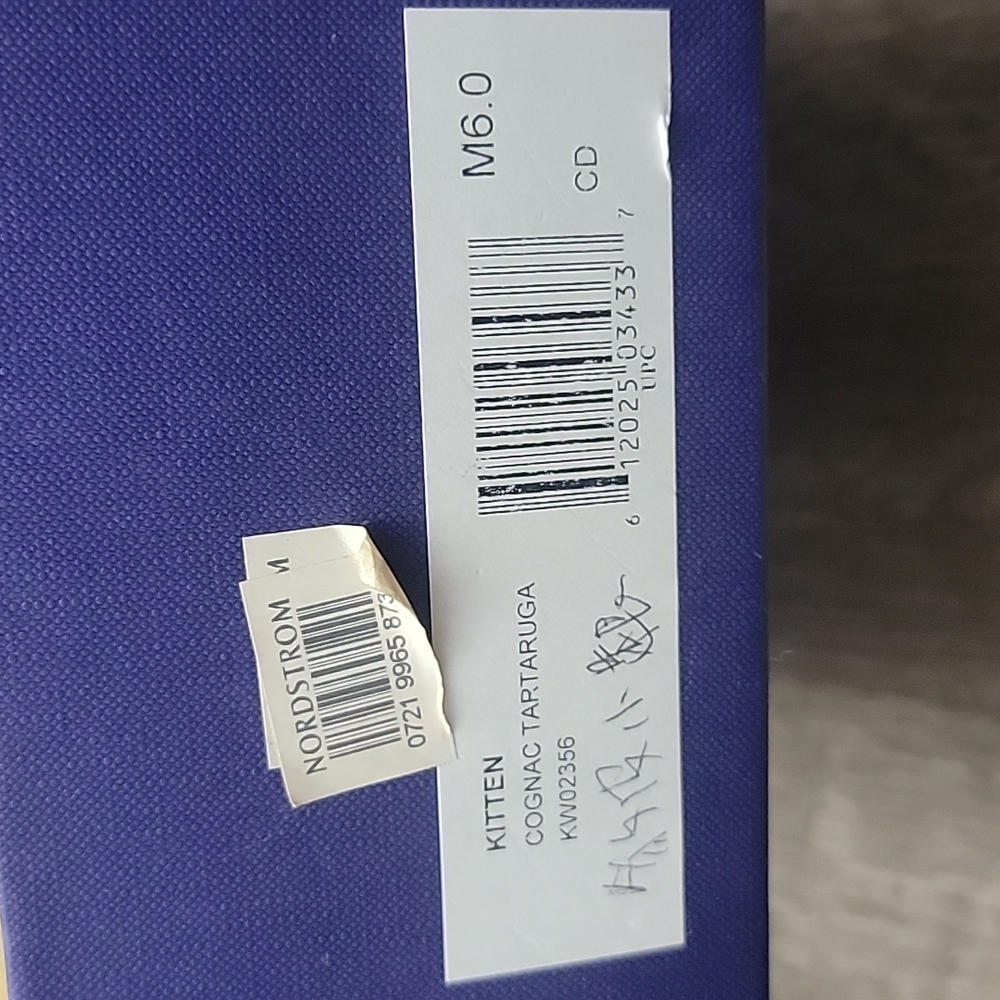 M6.0
CD
6 12025 03433 7
UPC
KITTEN
COGNAC TARTARUGA
KW02356
NORDSTROM
0721 9965 873
M